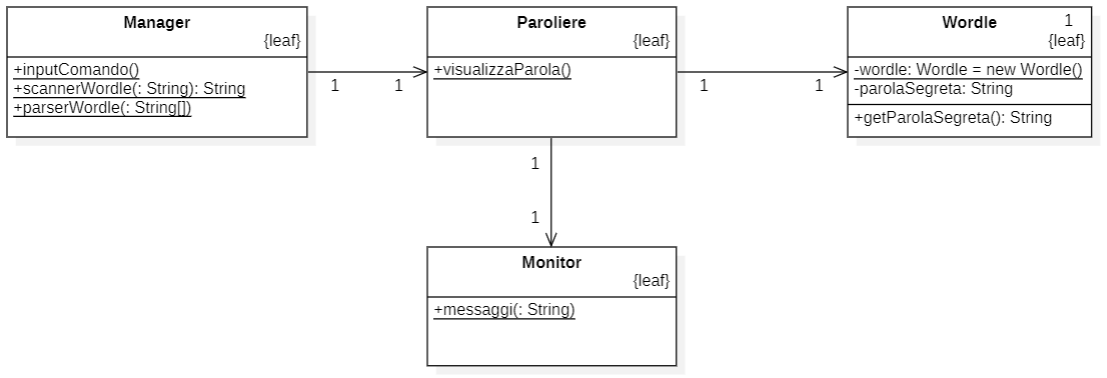 Manager
{leaf}
+inputComando()
+scannerWordle(: String): String
+parserWordle(: String[])
1
1
Paroliere
{leaf}
+visualizzaParola()
1
1
Wordle
1
{leaf}
-wordle: Wordle = new Wordle()
-parolaSegreta: String
+getParolaSegreta(): String
1
1
Monitor
{leaf}
+messaggi(: String)